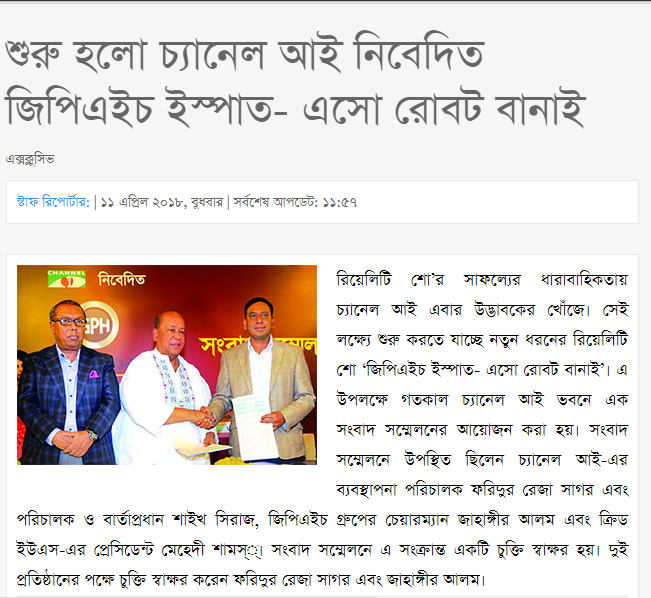 শুরু হলো চ্যানেল আই নিবেদিত
জিপিএইচ ইস্পাত- এসো রোবট বানাই
এক্সক্লুসিভ
স্টাফ রিপোর্টার: | ১১ এপ্রিল ২০১৮, বুধবার | সর্বশেষ আপডেট: ১১:৫৭
CHANNEL
নিবেদিত
GPH
রিয়েলিটি শো’র সাফল্যের ধারাবাহিকতায়
চ্যানেল আই এবার উদ্ভাবকের খোঁজে। সেই
লক্ষ্যে শুরু করতে যাচ্ছে নতুন ধরনের রিয়েলিটি
শো ‘জিপিএইচ ইস্পাত- এসো রোবট বানাই’। এ
উপলক্ষে গতকাল চ্যানেল আই ভবনে এক
সংবাদ সম্মেলনের আয়োজন করা হয়। সংবাদ
সম্মেলনে উপস্থিত ছিলেন চ্যানেল আই-এর
ব্যবস্থাপনা পরিচালক ফরিদুর রেজা সাগর এবং
পরিচালক ও বার্তাপ্রধান শাইখ সিরাজ, জিপিএইচ গ্রুপের চেয়ারম্যান জাহাঙ্গীর আলম এবং ক্রিড
ইউএস-এর প্রেসিডেন্ট মেহেদী শামস্‌্‌। সংবাদ সম্মেলনে এ সংক্রান্ত একটি চুক্তি স্বাক্ষর হয়। দুই
প্রতিষ্ঠানের পক্ষে চুক্তি স্বাক্ষর করেন ফরিদুর রেজা সাগর এবং জাহাঙ্গীর আলম।